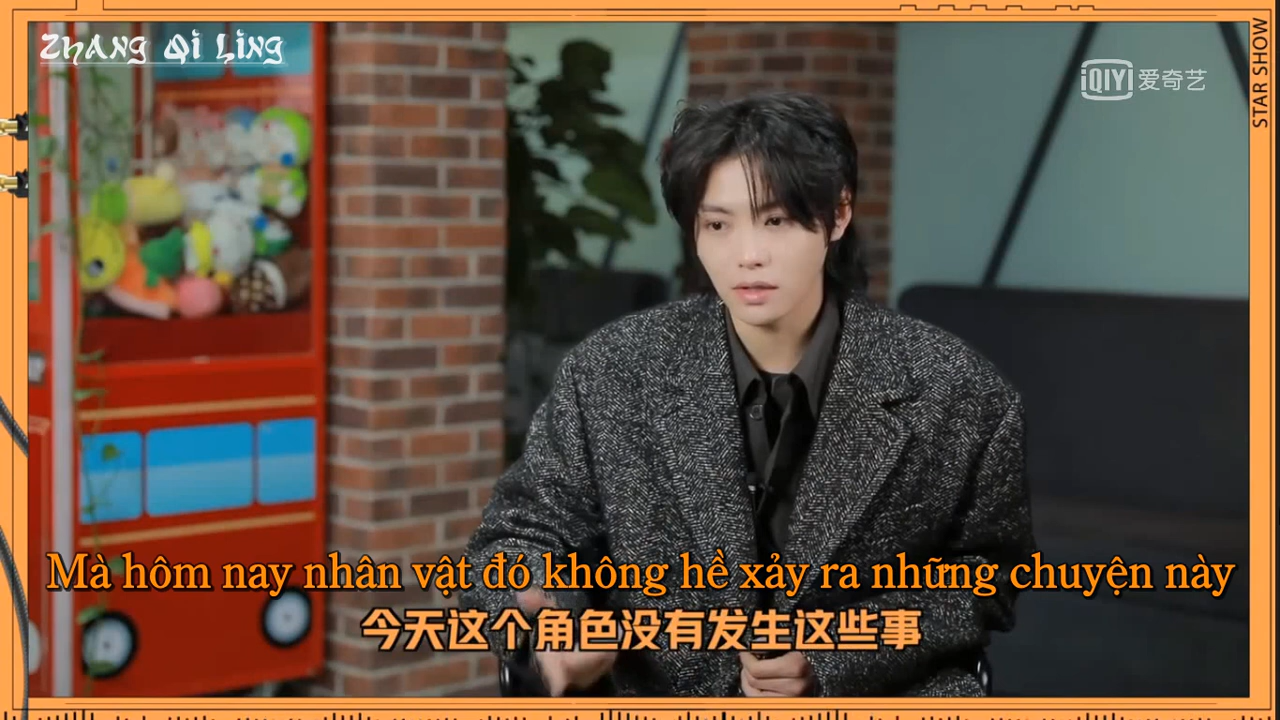 Zhang Qi Ling
iQIYI 爱奇艺
STAR SHOW
Mà hôm nay nhân vật đó không hề xảy ra những chuyện này
今天这个角色没有发生这些事